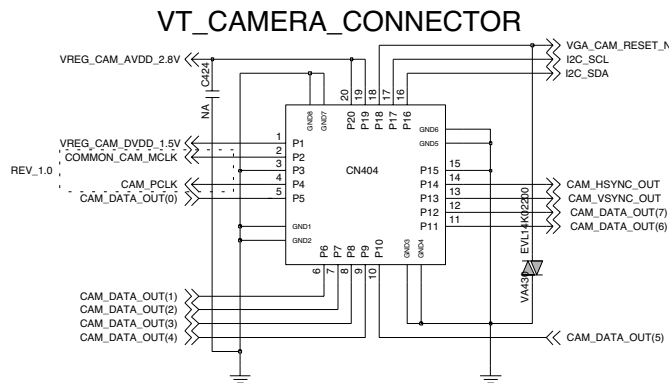 VT_CAMERA_CONNECTOR
VREG_CAM_AVDD_2.8V
C424
NA
VGA_CAM_RESET_N
I2C_SCL
I2C_SDA
20
19
18
17
16
GND8
GND7
P20
P19
P18
P17
P16
VREG_CAM_DVDD_1.5V
COMMON_CAM_MCLK
CAM_PCLK
CAM_DATA_OUT(0)
REV_1.0
1
2
3
4
5
P1
P2
P3
P4
P5
GND1
GND2
CN404
GND6
GND5
P15
P14
P13
P12
P11
15
14
13
12
11
CAM_HSYNC_OUT
CAM_VSYNC_OUT
CAM_DATA_OUT(7)
CAM_DATA_OUT(6)
P6
P7
P8
P9
P10
GND3
GND4
6
7
8
9
10
EVL14K02200
CAM_DATA_OUT(1)
CAM_DATA_OUT(2)
CAM_DATA_OUT(3)
CAM_DATA_OUT(4)
CAM_DATA_OUT(5)